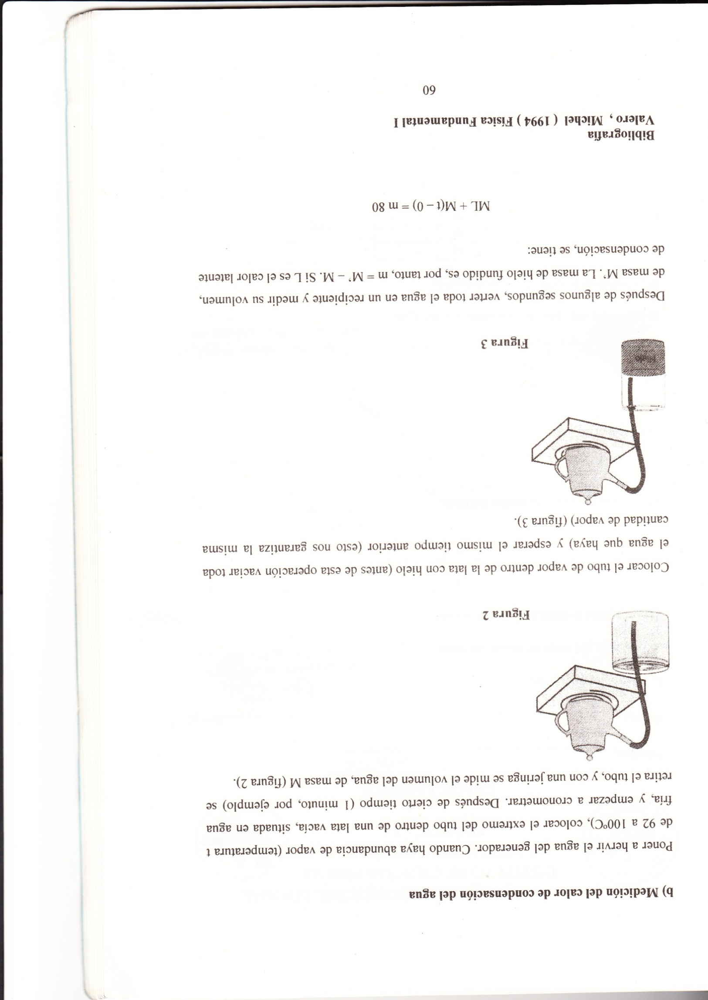 b) Medición del calor de condensación del agua
Poner a hervir el agua del generador. Cuando haya abundancia de vapor (temperatura t
de 92 a 100ºC), colocar el extremo del tubo dentro de una lata vacía, situada en agua
fría, y empezar a cronometrar. Después de cierto tiempo (1 minuto, por ejemplo) se
retira el tubo, y con una jeringa se mide el volumen del agua, de masa M (figura 2).
Figura 2
Colocar el tubo de vapor dentro de la lata con hielo (antes de esta operación vaciar toda
el agua que haya) y esperar el mismo tiempo anterior (esto nos garantiza la misma
cantidad de vapor) (figura 3).
Hielo
Figura 3
Después de algunos segundos, verter toda el agua en un recipiente y medir su volumen,
de masa M’. La masa de hielo fundido es, por tanto, m = M’ – M. Si L es el calor latente
de condensación, se tiene:
ML + M(t – 0) = m 80
Bibliografía
Valero , Michel ( 1994 ) Física Fundamental I
60